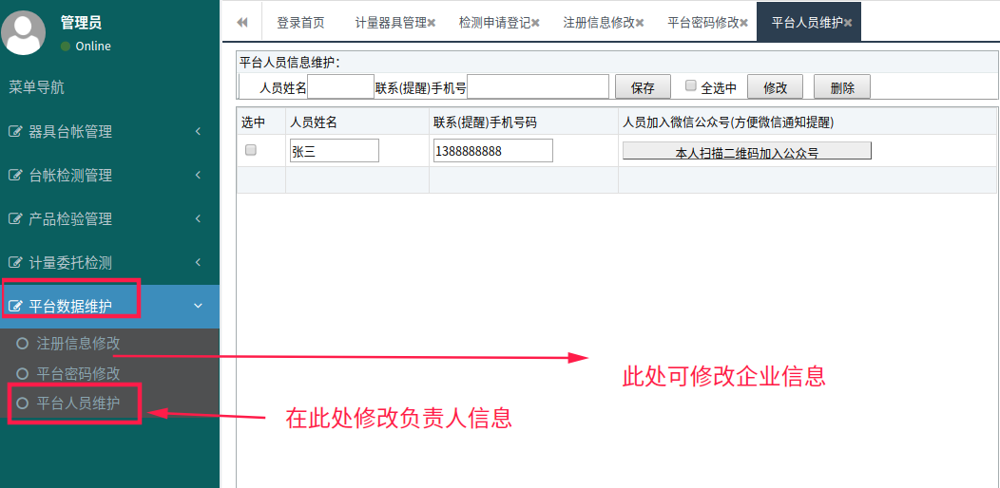 管理员
Online
菜单导航
器具台帐管理
台帐检测管理
产品检验管理
计量委托检测
平台数据维护
注册信息修改
平台密码修改
平台人员维护
登录首页 计量器具管理 检测申请登记 注册信息修改 平台密码修改 平台人员维护
平台人员信息维护:
人员姓名 联系(提醒)手机号 保存 全选中 修改 删除
选中 人员姓名 联系(提醒)手机号码 人员加入微信公众号(方便微信通知提醒)
张三 1388888888 本人扫描二维码加入公众号
此处可修改企业信息
在此处修改负责人信息